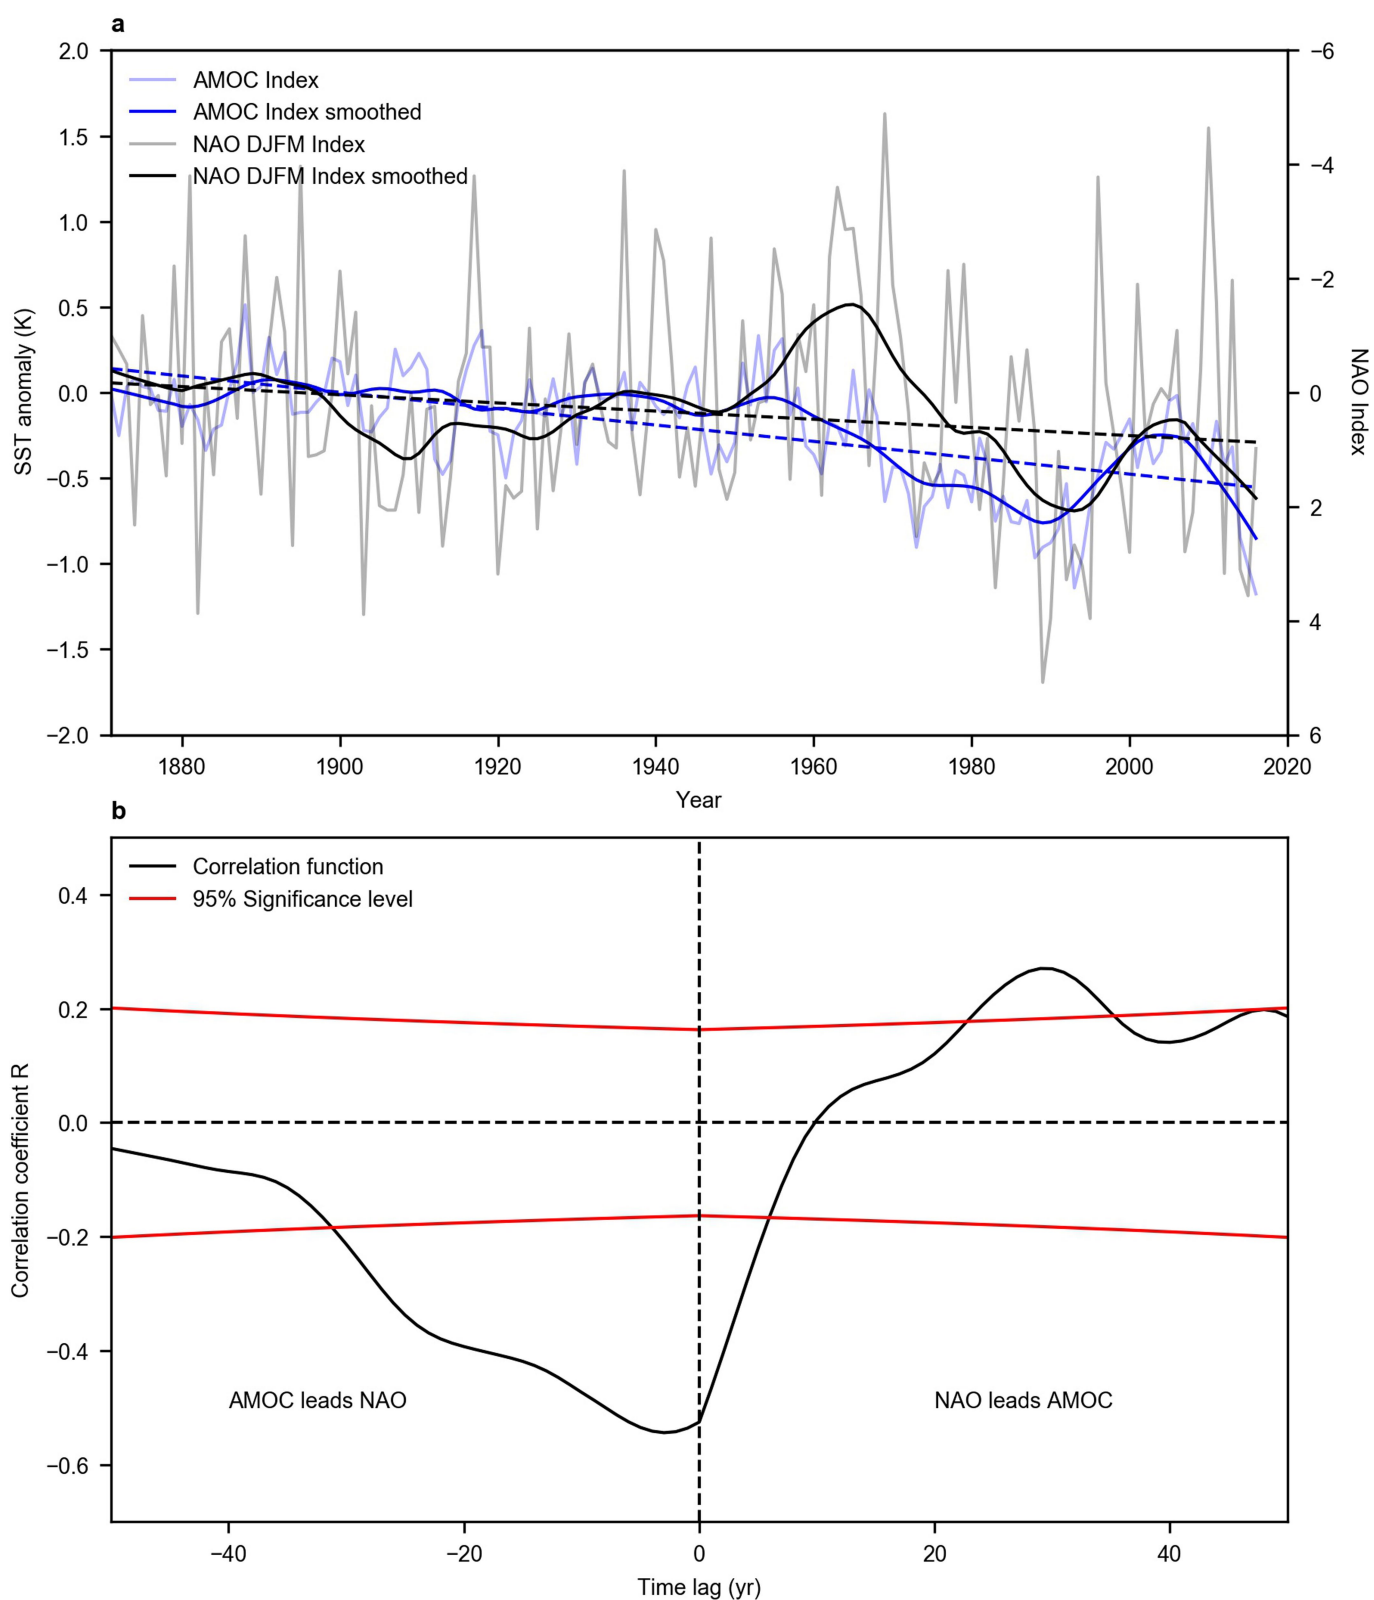 a
2.0
1.5
1.0
0.5
0.0
−0.5
−1.0
−1.5
−2.0
SST anomaly (K)
AMOC Index
AMOC Index smoothed
NAO DJFM Index
NAO DJFM Index smoothed
−6
−4
−2
0
2
4
6
NAO Index
1880 1900 1920 1940 1960 1980 2000 2020
Year
b
0.4
0.2
0.0
−0.2
−0.4
−0.6
Correlation coefficient R
Correlation function
95% Significance level
AMOC leads NAO NAO leads AMOC
−40 −20 0 20 40
Time lag (yr)